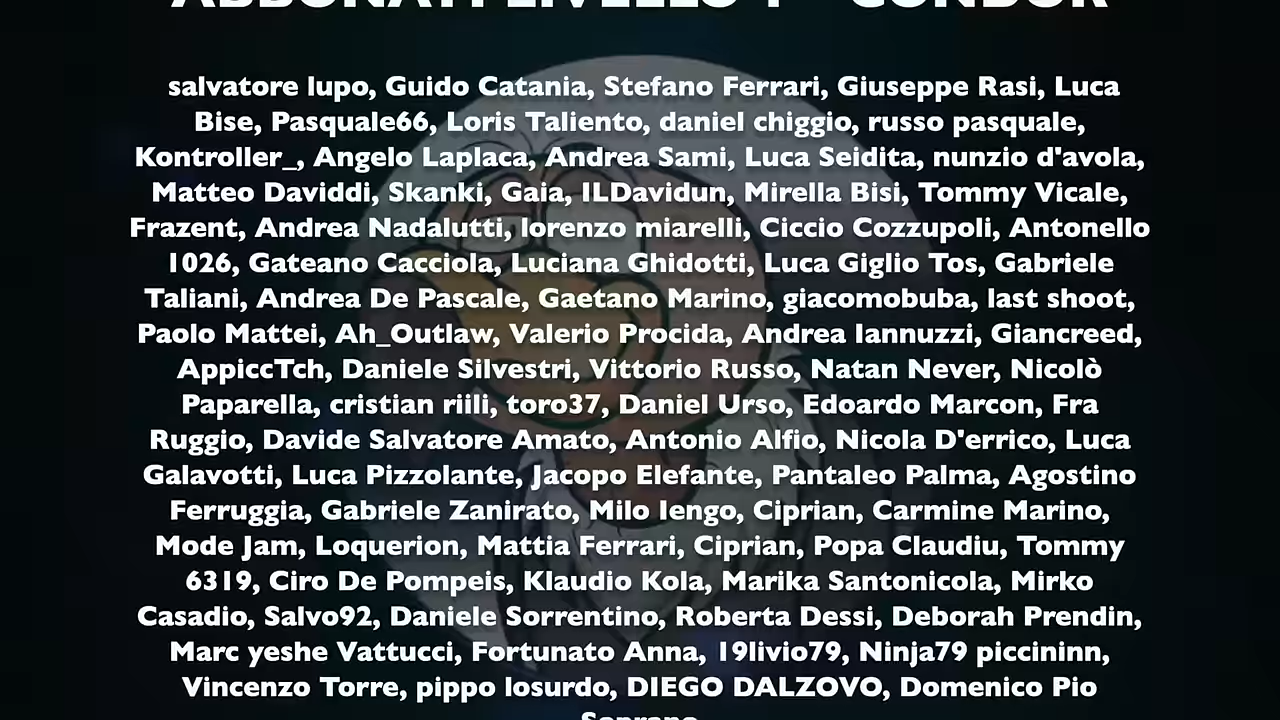 ABBONATI LIVELLO 1 - CONDOR
salvatore lupo, Guido Catania, Stefano Ferrari, Giuseppe Rasi, Luca
Bise, Pasquale66, Loris Taliento, daniel chiggio, russo pasquale,
Kontroller_, Angelo Laplaca, Andrea Sami, Luca Seidita, nunzio d'avola,
Matteo Daviddi, Skanki, Gaia, ILDavidun, Mirella Bisi, Tommy Vicale,
Frazent, Andrea Nadalutti, lorenzo miarelli, Ciccio Cozzupoli, Antonello
1026, Gateano Cacciola, Luciana Ghidotti, Luca Giglio Tos, Gabriele
Taliani, Andrea De Pascale, Gaetano Marino, giacomobuba, last shoot,
Paolo Mattei, Ah_Outlaw, Valerio Procida, Andrea Iannuzzi, Giancreed,
AppiccTch, Daniele Silvestri, Vittorio Russo, Natan Never, Nicolò
Paparella, cristian riili, toro37, Daniel Urso, Edoardo Marcon, Fra
Ruggio, Davide Salvatore Amato, Antonio Alfio, Nicola D'errico, Luca
Galavotti, Luca Pizzolante, Jacopo Elefante, Pantaleo Palma, Agostino
Ferruggia, Gabriele Zanirato, Milo Iengo, Ciprian, Carmine Marino,
Mode Jam, Loquerion, Mattia Ferrari, Ciprian, Popa Claudiu, Tommy
6319, Ciro De Pompeis, Klaudio Kola, Marika Santonicola, Mirko
Casadio, Salvo92, Daniele Sorrentino, Roberta Dessi, Deborah Prendin,
Marc yeshe Vattucci, Fortunato Anna, 19livio79, Ninja79 piccininn,
Vincenzo Torre, pippo losurdo, DIEGO DALZOVO, Domenico Pio
Soprano